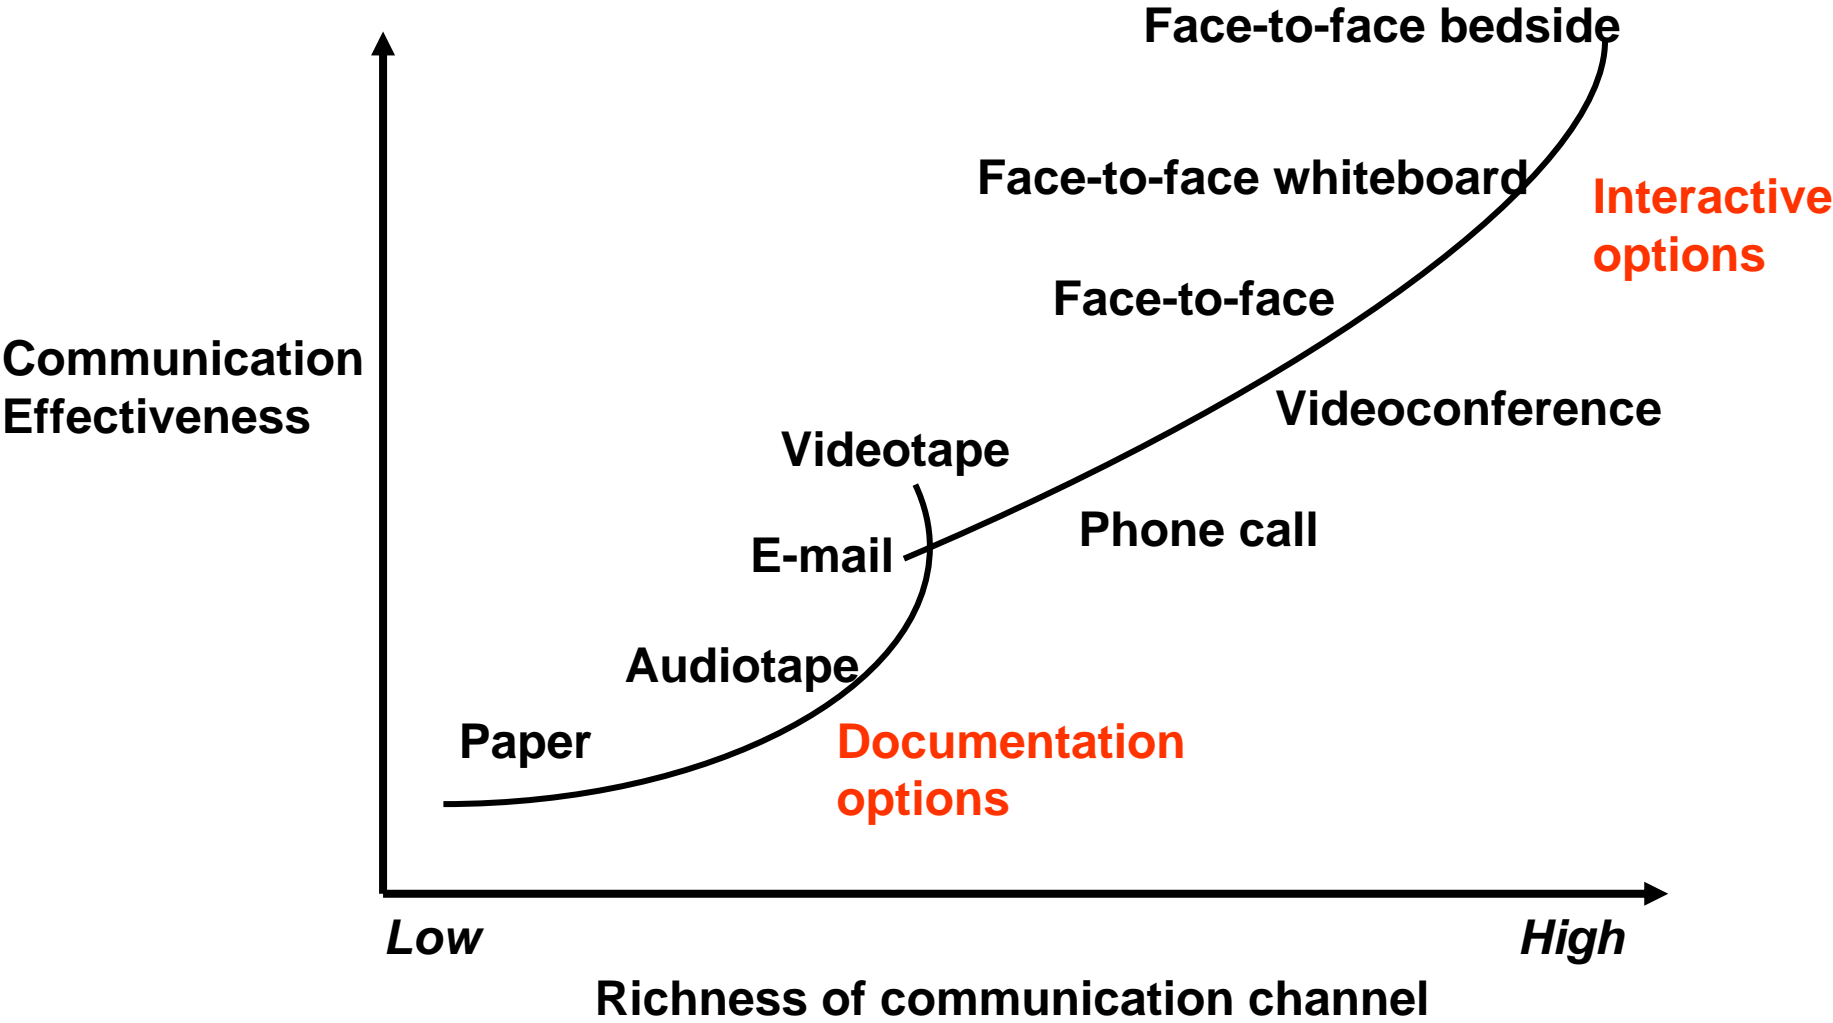 Face-to-face bedside
Face-to-face whiteboard
Interactive
options
Face-to-face
Communication
Effectiveness
Videoconference
Videotape
Phone call
E-mail
Audiotape
Paper
Documentation
options
Low
High
Richness of communication channel